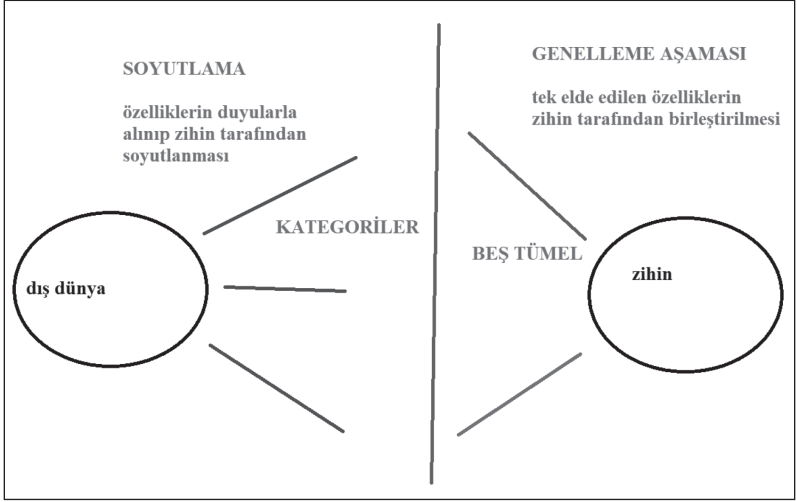 SOYUTLAMA
özelliklerin duyularla
alınıp zihin tarafından
soyutlanması
GENELLEME AŞAMASI
tek elde edilen özelliklerin
zihin tarafından birleştirilmesi
KATEGORİLER
BEŞ TÜMEL
dış dünya
zihin